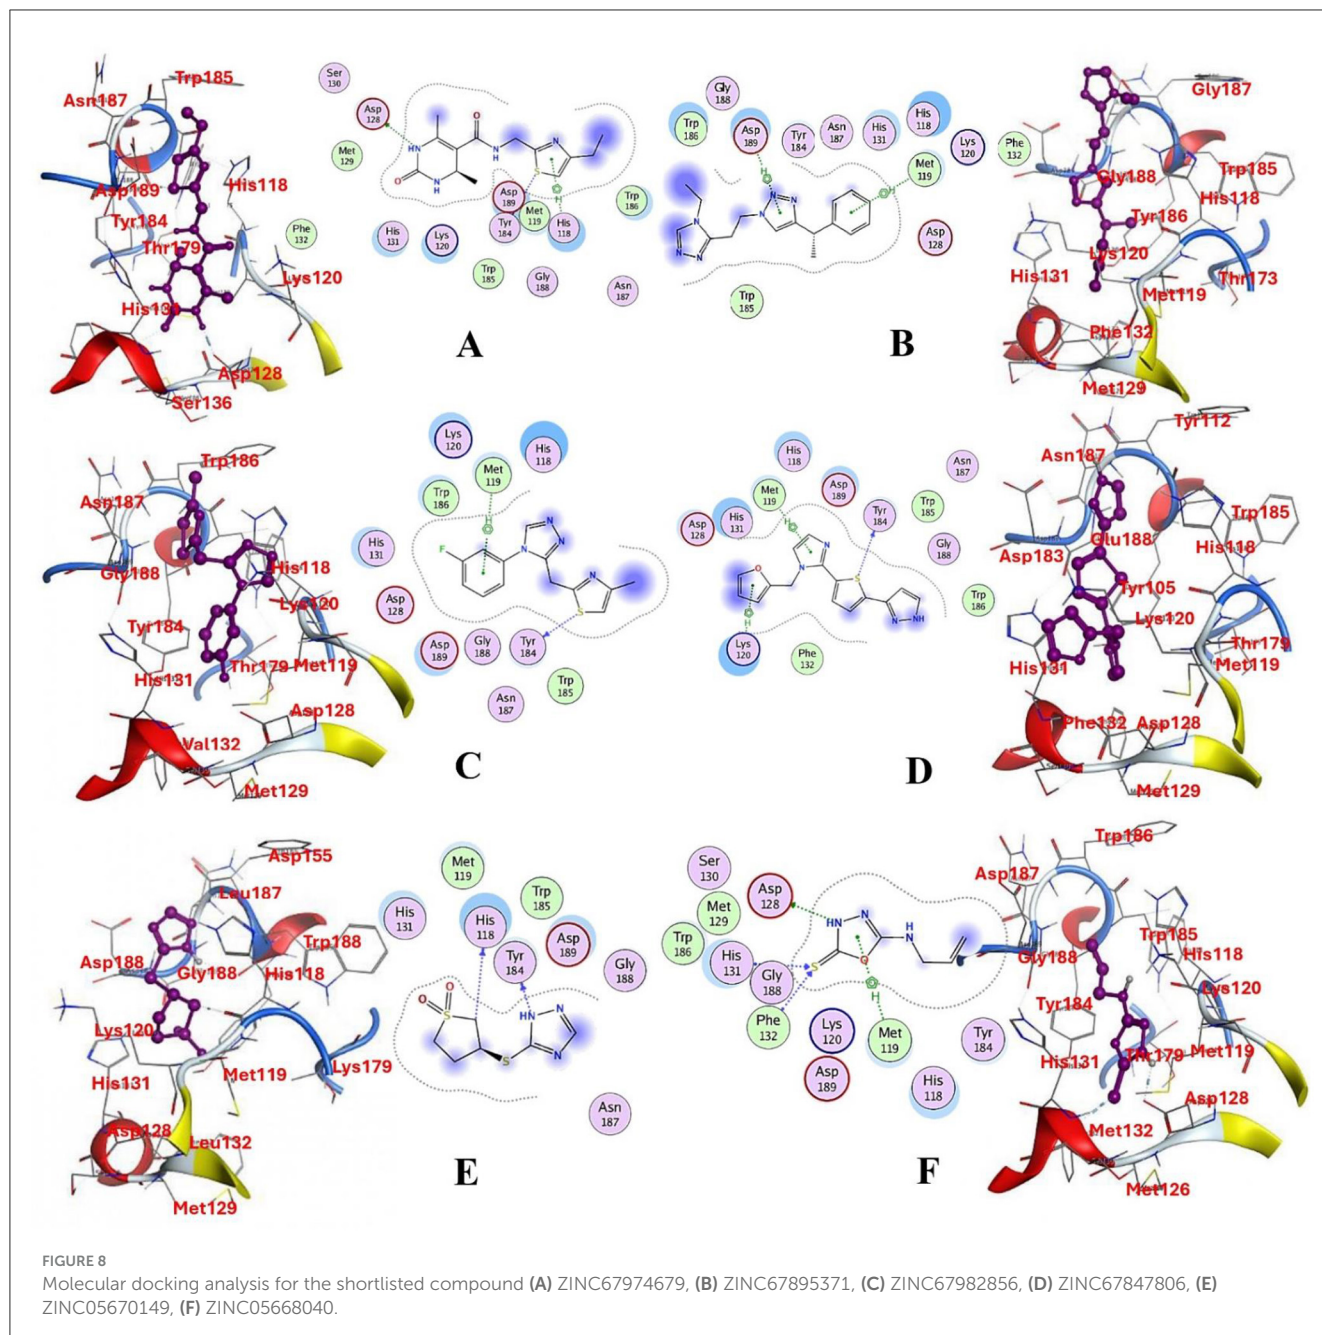 Trp185
Asn187
Asp189
His118
Tyr184
Thr179
Lys120
His131
Asp128
Ser136
Ser
130
Asp
128
Met
129
His
131
Lys
120
Asp
189
Tyr
184
Met
119
His
118
Trp
186
Trp
185
Gly
188
Asn
187
Phe
132
HN
O
N
H
O
N
H
N
S
H
A
Gly
188
Trp
186
Asp
189
Tyr
184
Asn
187
His
131
His
118
Lys
120
Met
119
Phe
132
Asp
128
Trp
185
H
H
N
N
N
N
N
N
B
Gly187
Gly188
Trp185
His118
Tyr186
Lys120
His131
Met119
Thr173
Phe132
Met129
Trp186
Asn187
Gly188
His118
Lys120
Tyr184
His131
Thr179
Met119
Asp128
Val132
Met129
Lys
120
His
118
Met
119
Trp
186
His
131
Asp
128
Asp
189
Gly
188
Tyr
184
Asn
187
Trp
185
H
F
N
N
N
N
S
C
His
118
Asn
187
Met
119
Asp
189
Trp
185
Asp
128
His
131
Tyr
184
Gly
188
Trp
186
Lys
120
Phe
132
H
H
O
N
N
S
N
NH
D
Tyr112
Asn187
Trp185
Glu188
His118
Asp183
Tyr105
Lys120
Thr179
His131
Met119
Phe132
Asp128
Met129
Asp155
Leu187
Trp188
Asp188
Gly188
His118
Lys120
His131
Met119
Lys179
Asp128
Leu132
Met129
Met
119
Trp
185
His
131
His
118
Tyr
184
Asp
189
Gly
188
Asn
187
O
O
S
S
HN
N
N
E
Ser
130
Asp
128
Met
129
Trp
186
His
131
Gly
188
Phe
132
Lys
120
Asp
189
Met
119
His
118
Tyr
184
HN
N
N
H
S
H
F
Trp186
Asp187
Trp185
Gly188
His118
Tyr184
Lys120
His131
Thr179
Met119
Asp128
Met132
Met126
FIGURE 8
Molecular docking analysis for the shortlisted compound (A) ZINC67974679, (B) ZINC67895371, (C) ZINC67982856, (D) ZINC67847806, (E)
ZINC05670149, (F) ZINC05668040.